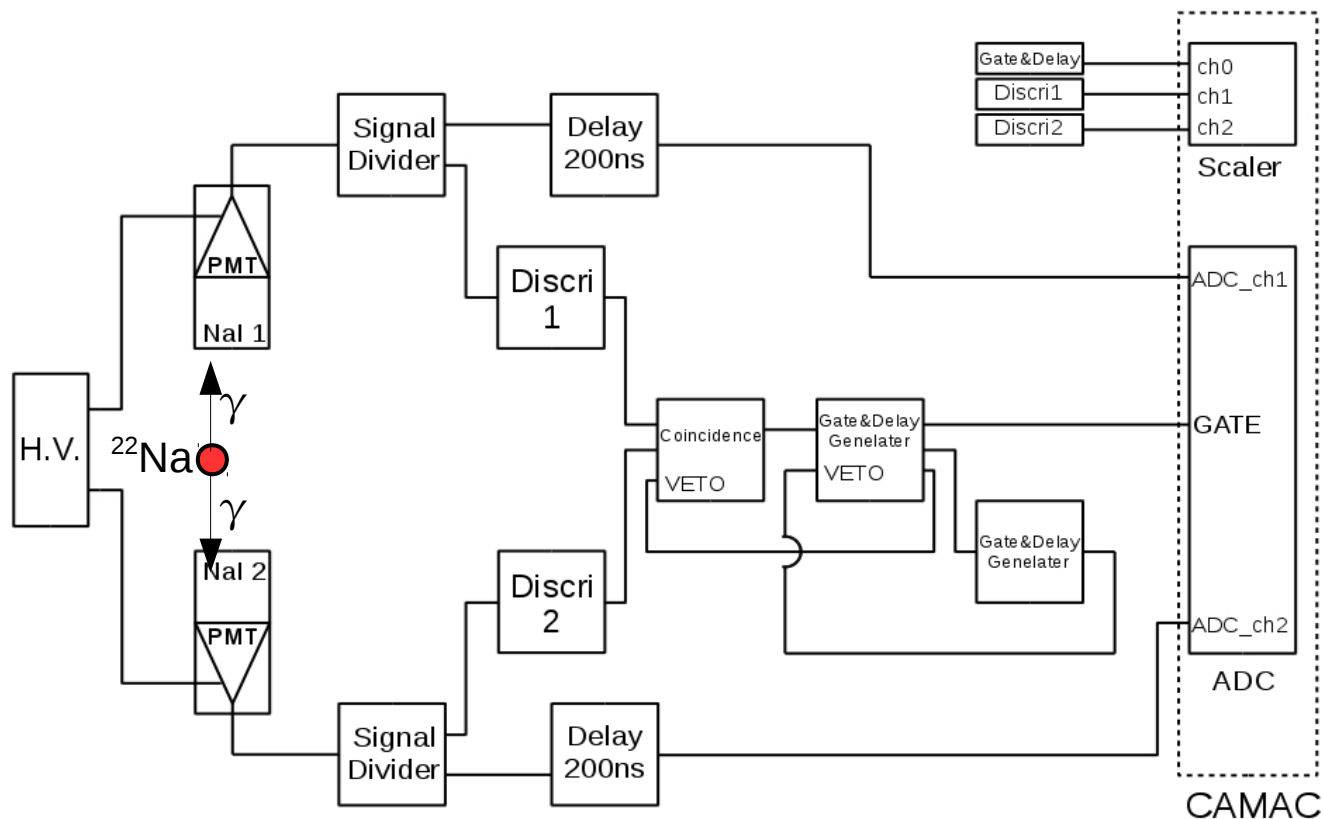 Gate&Delay
ch0
Discri1
ch1
Discri2
ch2
Scaler
Signal
Divider
Delay
200ns
PMT
NaI 1
Discri
1
ADC_ch1
H.V.
γ
²²Na
γ
Coincidence
VETO
Gate&Delay
Genelater
VETO
GATE
Gate&Delay
Genelater
NaI 2
PMT
Discri
2
ADC_ch2
ADC
Signal
Divider
Delay
200ns
CAMAC